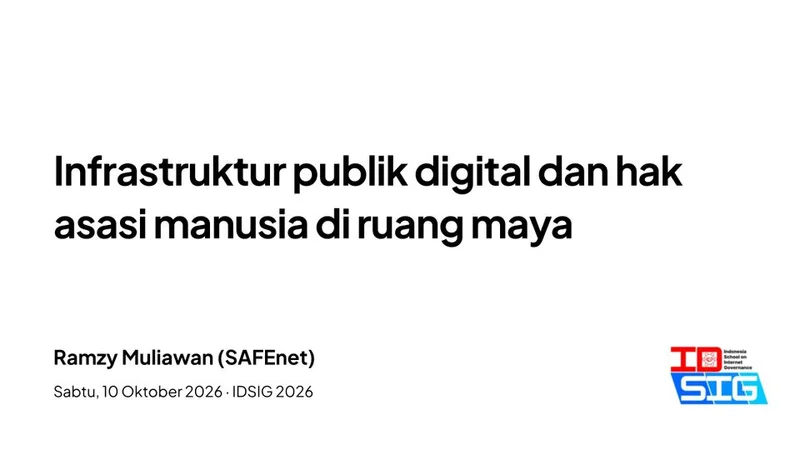 Infrastruktur publik digital dan hak
asasi manusia di ruang maya
Ramzy Muliawan (SAFEnet)
Sabtu, 10 Oktober 2026 · IDSIG 2026
ID
Indonesia
School on
Internet
Governance
SIG